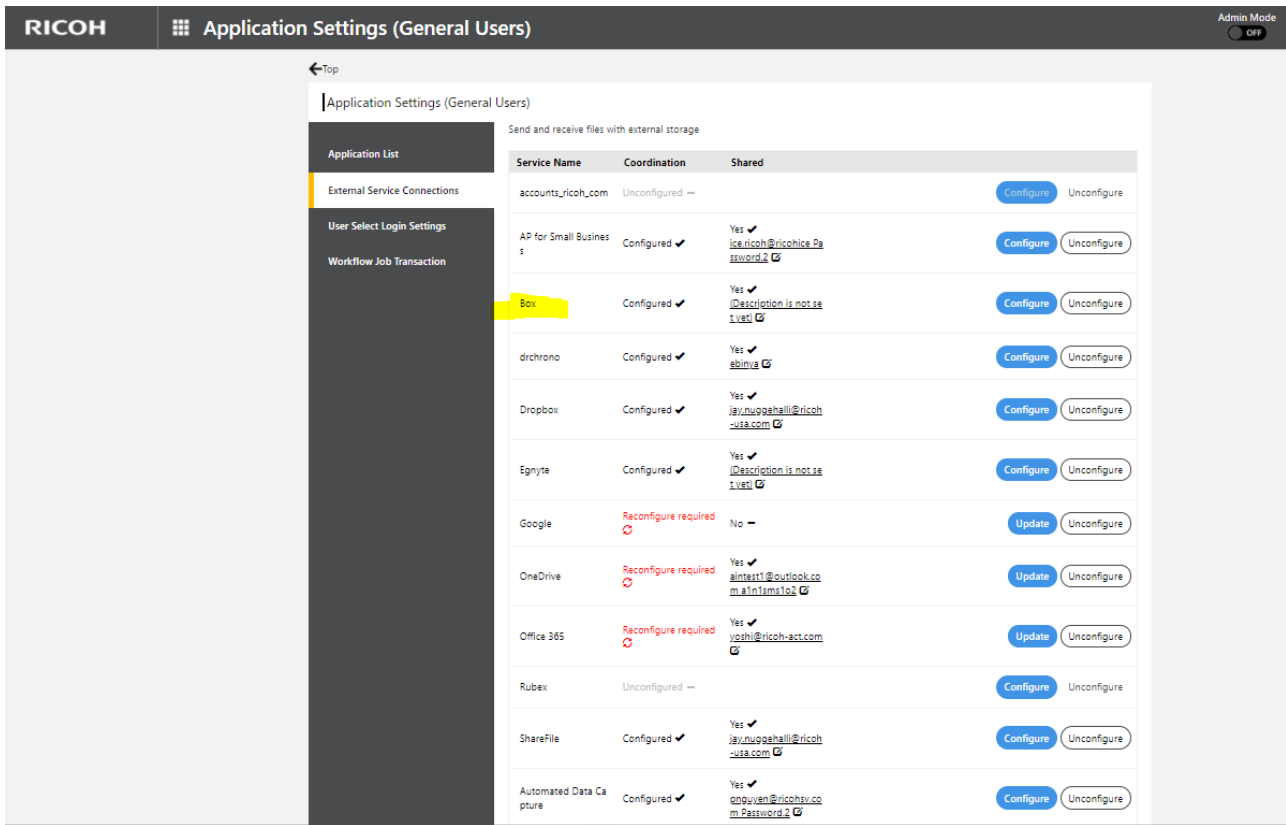 RICOH
Application Settings (General Users)
Admin Mode
OFF
Top
Application Settings (General Users)
Application List
External Service Connections
User Select Login Settings
Workflow Job Transaction
Send and receive files with external storage
Service Name Coordination Shared
accounts_ricoh_com Unconfigured – Configure Unconfigure
AP for Small Busines
s
Configured ✔
Yes ✔
ice.ricoh@ricohice Pa
ssword.2
Configure Unconfigure
Box
Configured ✔
Yes ✔
(Description is not se
t yet)
Configure Unconfigure
drchrono
Configured ✔
Yes ✔
ebinya
Configure Unconfigure
Dropbox
Configured ✔
Yes ✔
jay.nuggehalli@ricoh
-usa.com
Configure Unconfigure
Egnyte
Configured ✔
Yes ✔
(Description is not se
t yet)
Configure Unconfigure
Google
Reconfigure required
No –
Update Unconfigure
OneDrive
Reconfigure required
Yes ✔
aintest1@outlook.co
m a1n1sms1o2
Update Unconfigure
Office 365
Reconfigure required
Yes ✔
yoshi@ricoh-act.com
Update Unconfigure
Rubex
Unconfigured –
Configure Unconfigure
ShareFile
Configured ✔
Yes ✔
jay.nuggehalli@ricoh
-usa.com
Configure Unconfigure
Automated Data Ca
pture
Configured ✔
Yes ✔
pnguyen@ricohsv.co
m Password.2
Configure Unconfigure